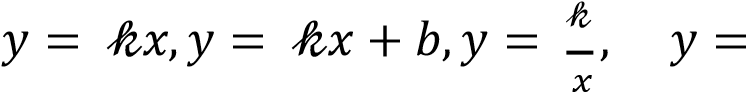 y = 𝓀x, y = 𝓀x + b, y = 𝓀/x, y =